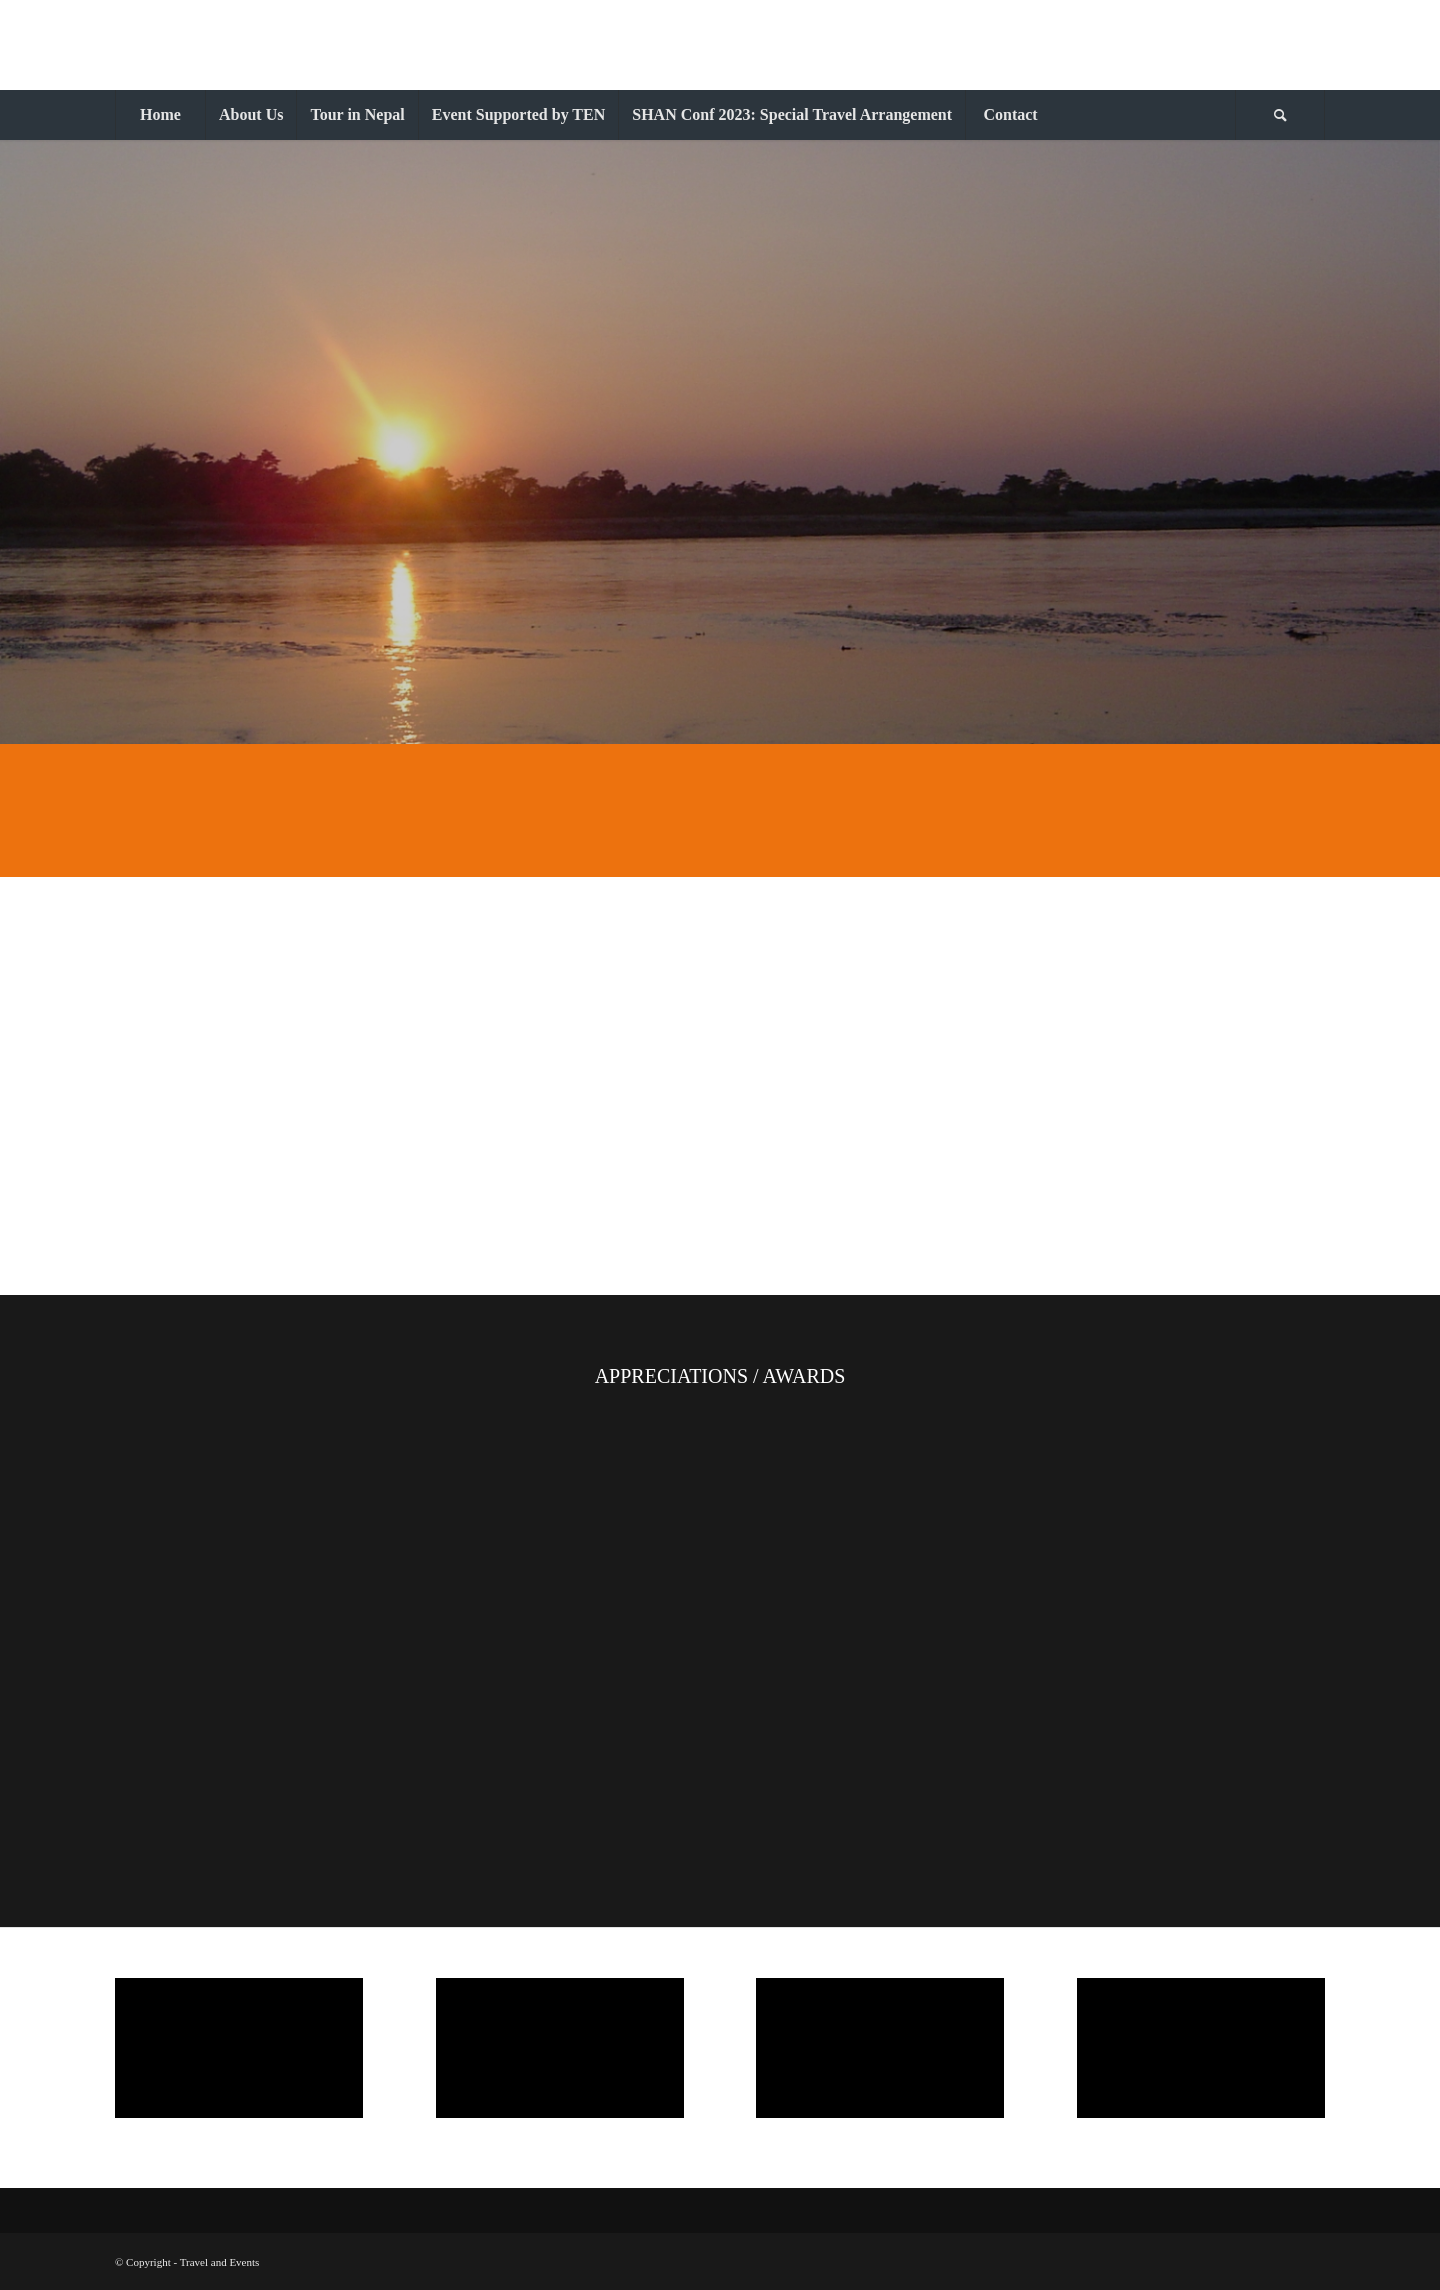 Home About Us Tour in Nepal Event Supported by TEN SHAN Conf 2023: Special Travel Arrangement Contact
APPRECIATIONS / AWARDS
© Copyright - Travel and Events